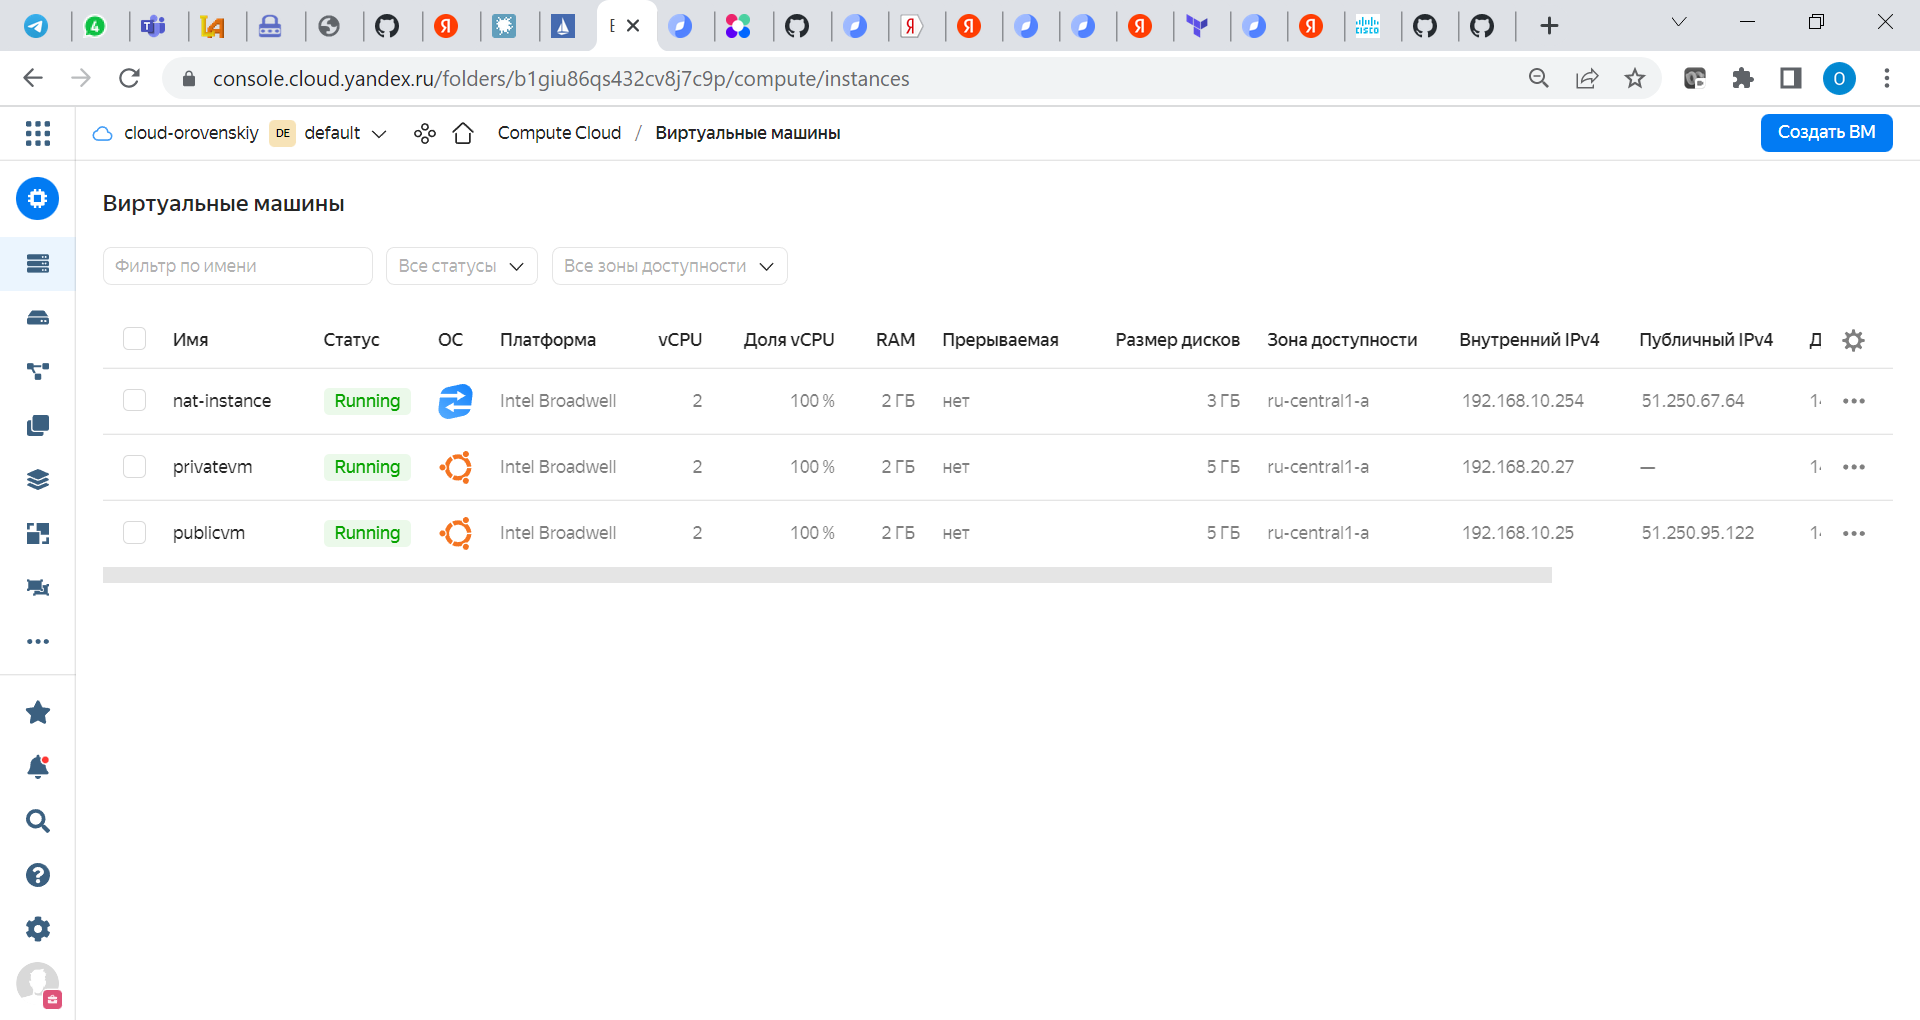 console.cloud.yandex.ru/folders/b1giu86qs432cv8j7c9p/compute/instances
cloud-orovenskiy DE default Compute Cloud / Виртуальные машины Создать ВМ
Виртуальные машины
Фильтр по имени Все статусы Все зоны доступности
Имя Статус ОС Платформа vCPU Доля vCPU RAM Прерываемая Размер дисков Зона доступности Внутренний IPv4 Публичный IPv4 Д
nat-instance Running Intel Broadwell 2 100 % 2 ГБ нет 3 ГБ ru-central1-a 192.168.10.254 51.250.67.64
privatevm Running Intel Broadwell 2 100 % 2 ГБ нет 5 ГБ ru-central1-a 192.168.20.27 —
publicvm Running Intel Broadwell 2 100 % 2 ГБ нет 5 ГБ ru-central1-a 192.168.10.25 51.250.95.122